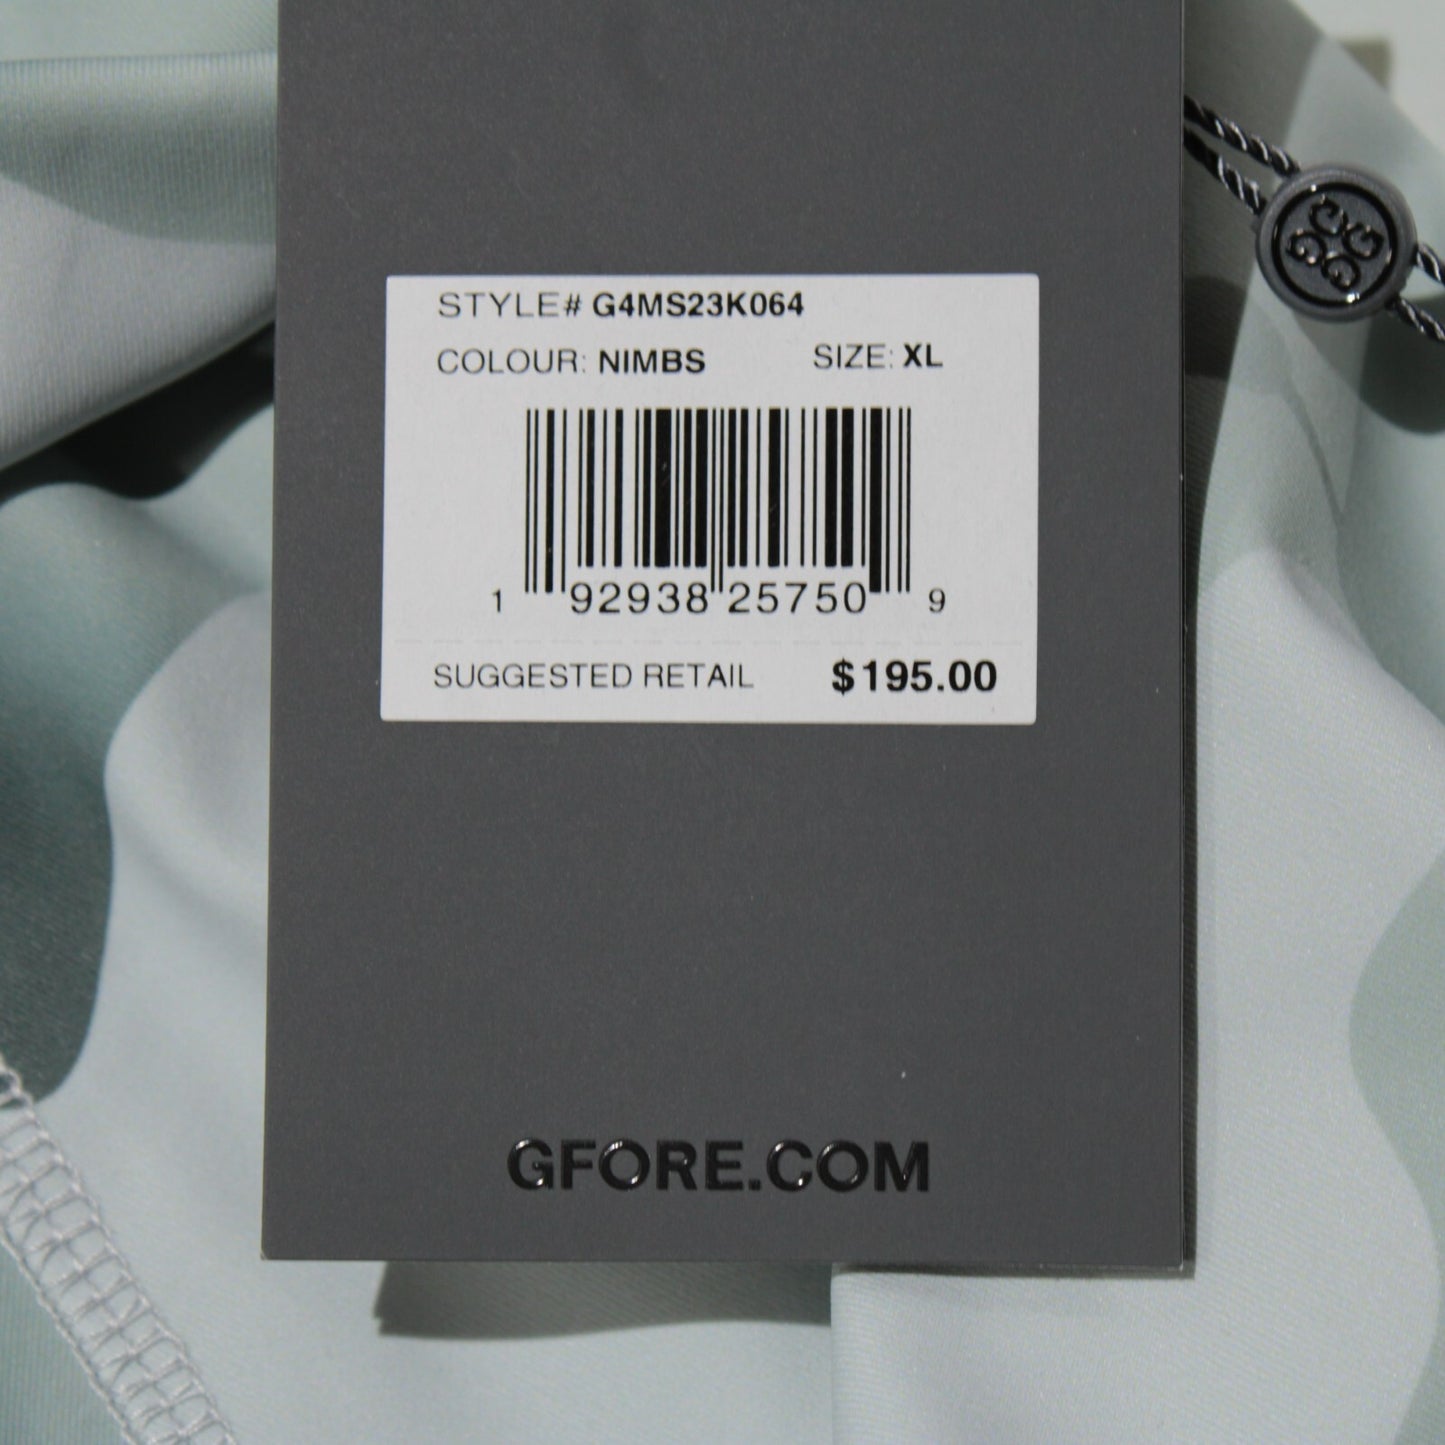 STYLE# G4MS23K064
COLOUR: NIMBS SIZE: XL
1 92938 25750 9
SUGGESTED RETAIL $195.00
GFORE.COM